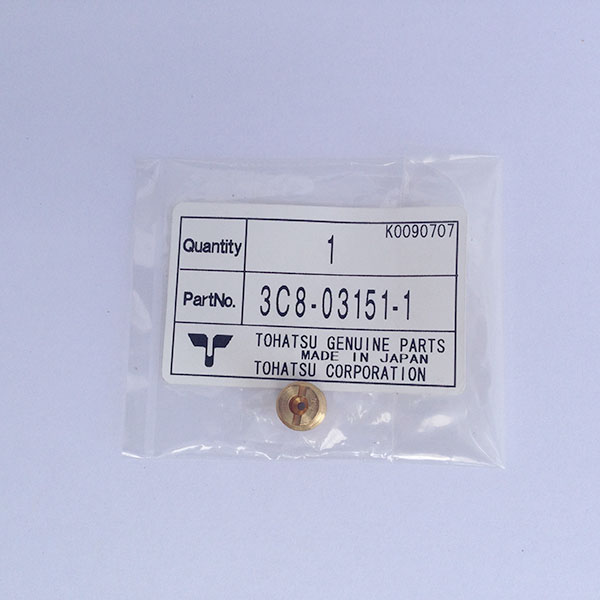 K0090707
Quantity 1
PartNo. 3C8-03151-1
TOHATSU GENUINE PARTS
MADE IN JAPAN
TOHATSU CORPORATION